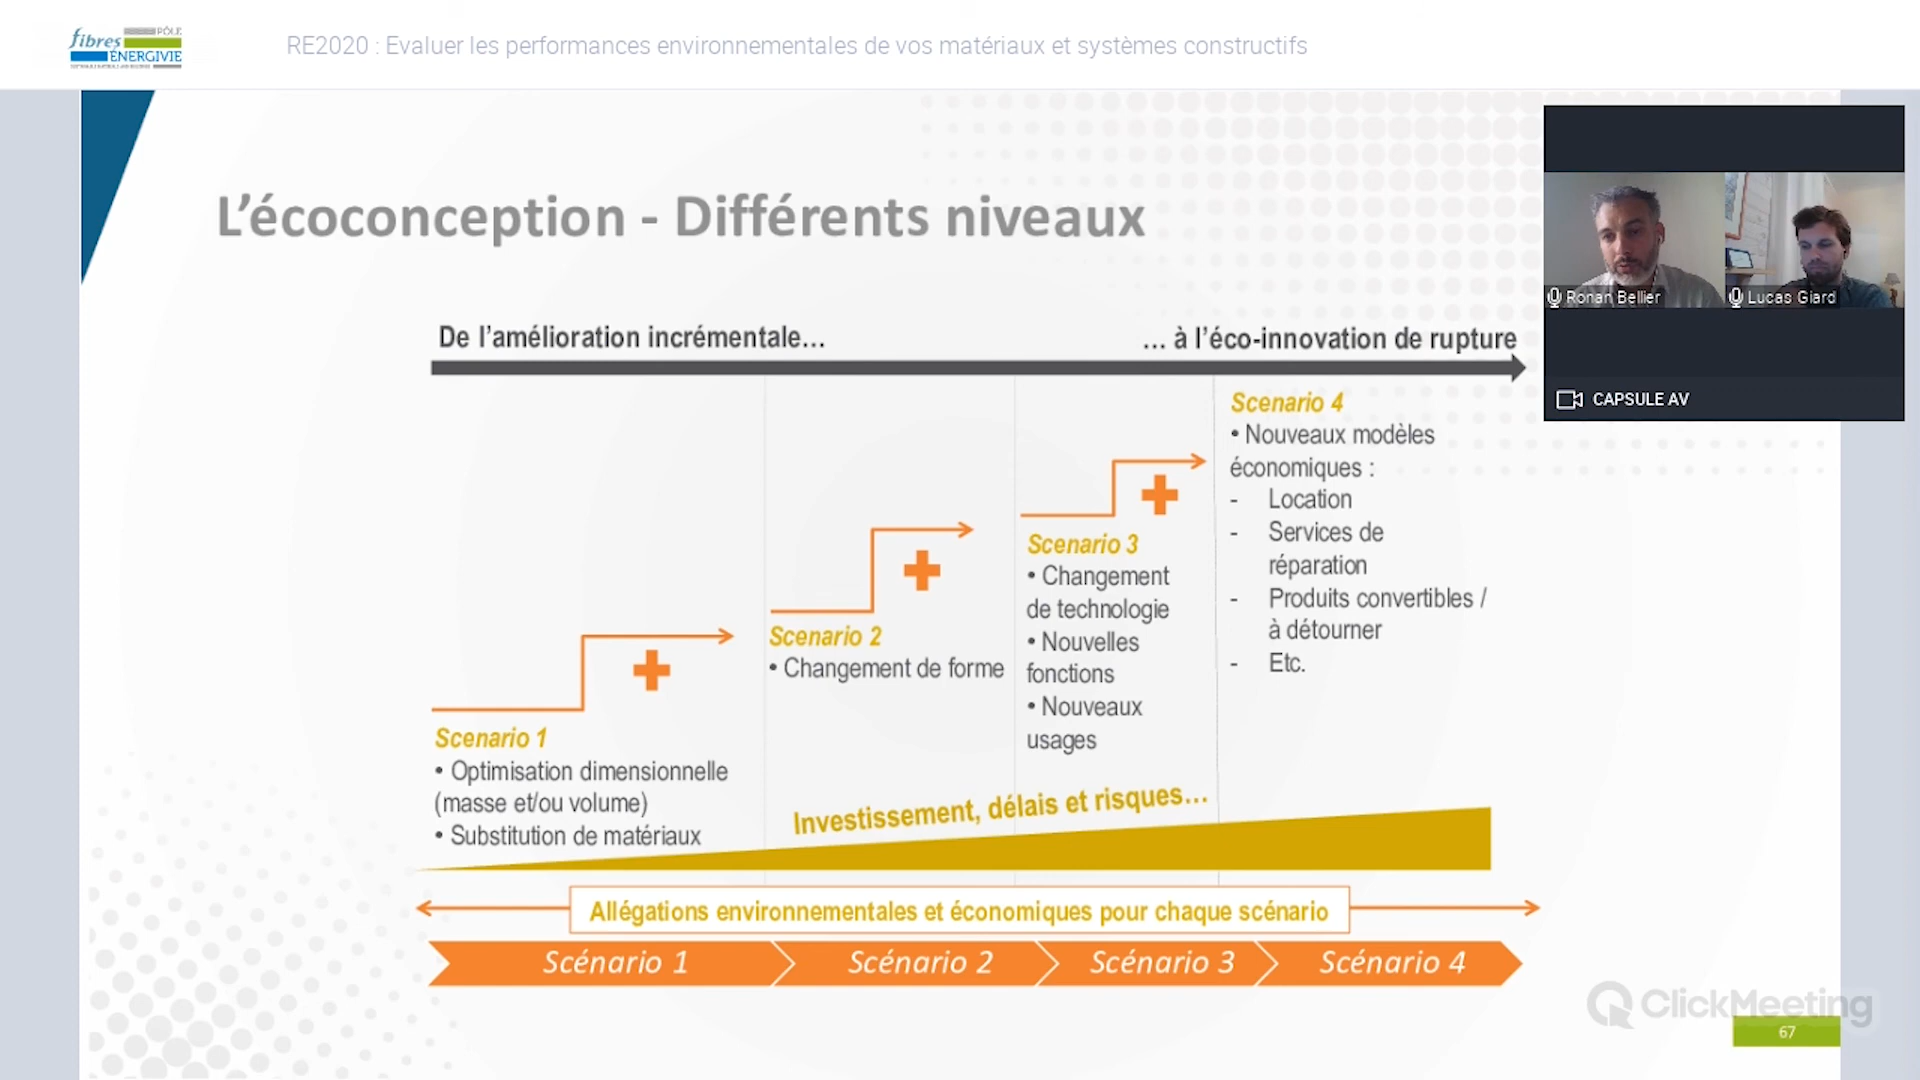 fibres
PÔLE
ÉNERGIVIE
RE2020 : Evaluer les performances environnementales de vos matériaux et systèmes constructifs
L’écoconception - Différents niveaux
Ronan Bellier
Lucas Giard
CAPSULE AV
De l’amélioration incrémentale...
... à l’éco-innovation de rupture
Scenario 1
• Optimisation dimensionnelle
(masse et/ou volume)
• Substitution de matériaux
Scenario 2
• Changement de forme
Scenario 3
• Changement
de technologie
• Nouvelles
fonctions
• Nouveaux
usages
Scenario 4
• Nouveaux modèles
économiques :
- Location
- Services de
réparation
- Produits convertibles /
à détourner
- Etc.
Investissement, délais et risques...
Allégations environnementales et économiques pour chaque scénario
Scénario 1
Scénario 2
Scénario 3
Scénario 4
ClickMeeting
67